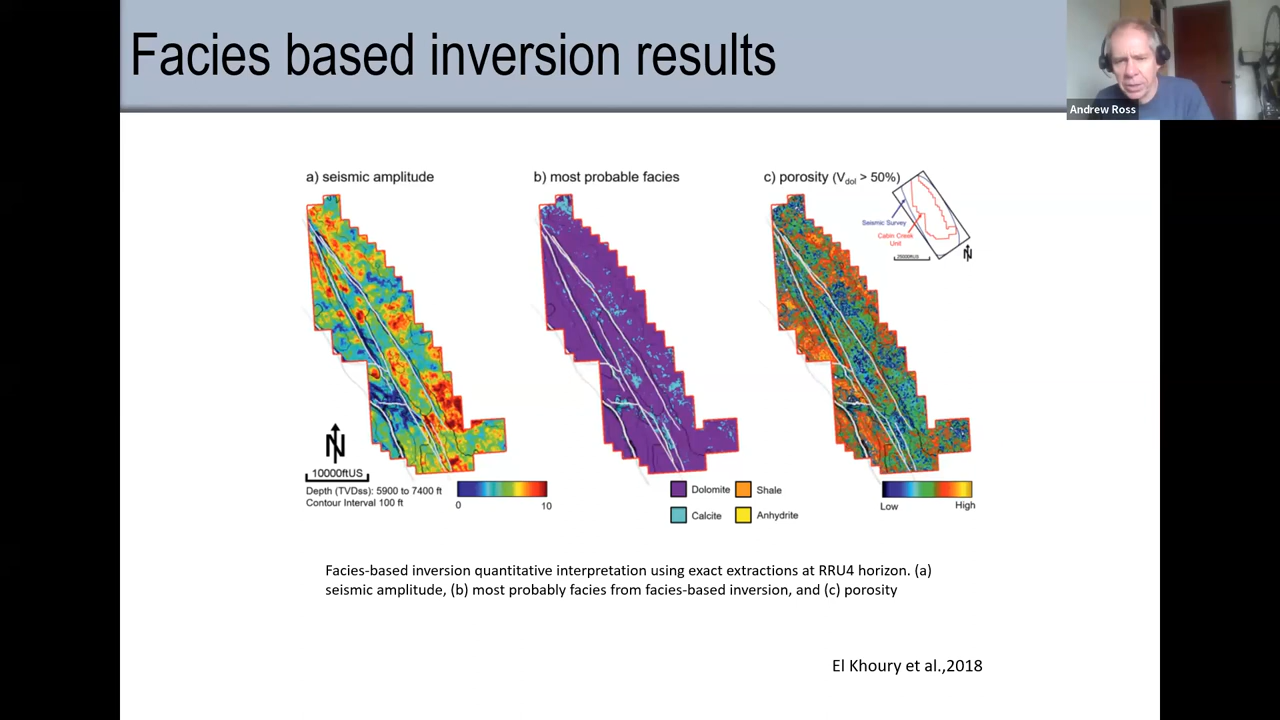 Facies based inversion results
Andrew Ross
a) seismic amplitude
b) most probable facies
c) porosity (Vdol > 50%)
Seismic Survey
Cabin Creek
Unit
25000ftUS
N
N
10000ftUS
Depth (TVDss): 5900 to 7400 ft
Contour Interval 100 ft
0
10
Dolomite
Shale
Calcite
Anhydrite
Low
High
Facies-based inversion quantitative interpretation using exact extractions at RRU4 horizon. (a)
seismic amplitude, (b) most probably facies from facies-based inversion, and (c) porosity
El Khoury et al.,2018